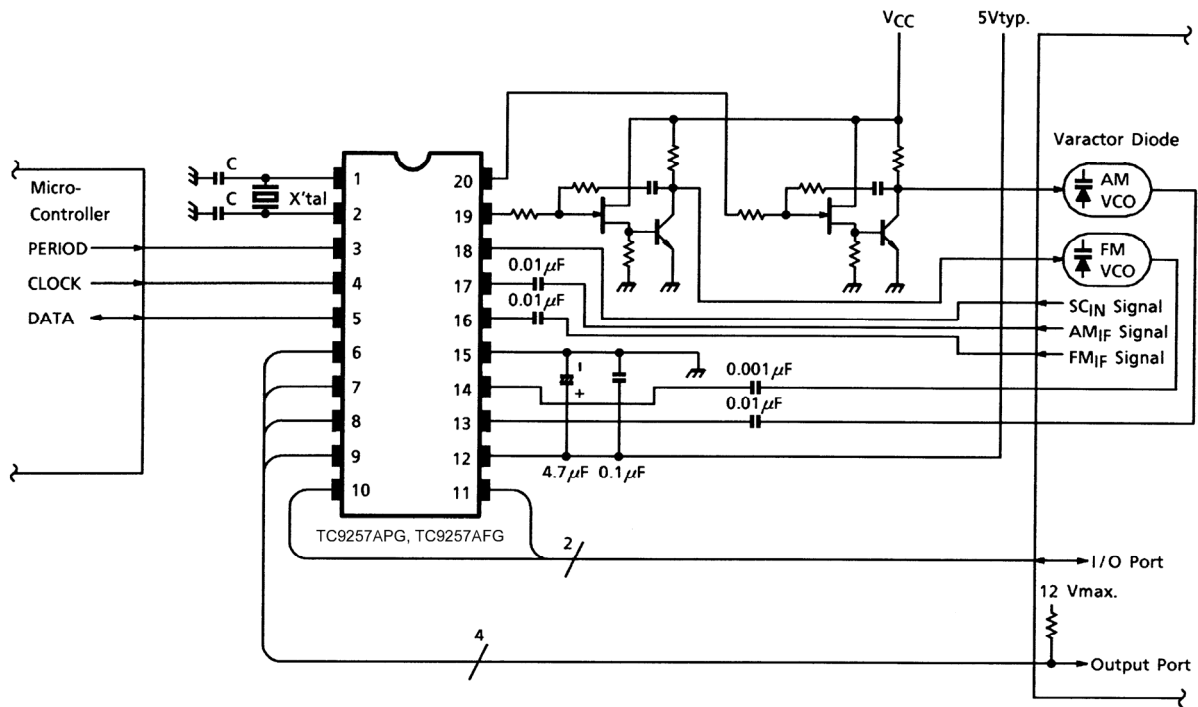 VCC
5Vtyp.
Varactor Diode
AM
VCO
FM
VCO
C
C
X'tal
Micro-
Controller
PERIOD
CLOCK
DATA
1
2
3
4
5
6
7
8
9
10
20
19
18
17
16
15
14
13
12
11
0.01μF
0.01μF
SCIN Signal
AMIF Signal
FMIF Signal
-
+
0.001μF
0.01μF
4.7μF
0.1μF
TC9257APG, TC9257AFG
2
I/O Port
12 Vmax.
4
Output Port